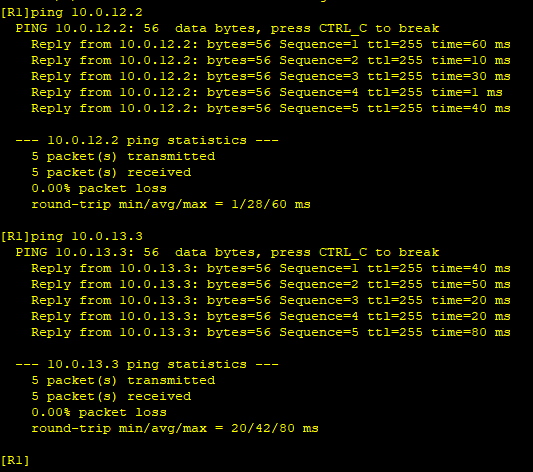 [R1]ping 10.0.12.2
PING 10.0.12.2: 56  data bytes, press CTRL_C to break
Reply from 10.0.12.2: bytes=56 Sequence=1 ttl=255 time=60 ms
Reply from 10.0.12.2: bytes=56 Sequence=2 ttl=255 time=10 ms
Reply from 10.0.12.2: bytes=56 Sequence=3 ttl=255 time=30 ms
Reply from 10.0.12.2: bytes=56 Sequence=4 ttl=255 time=1 ms
Reply from 10.0.12.2: bytes=56 Sequence=5 ttl=255 time=40 ms
--- 10.0.12.2 ping statistics ---
5 packet(s) transmitted
5 packet(s) received
0.00% packet loss
round-trip min/avg/max = 1/28/60 ms
[R1]ping 10.0.13.3
PING 10.0.13.3: 56  data bytes, press CTRL_C to break
Reply from 10.0.13.3: bytes=56 Sequence=1 ttl=255 time=40 ms
Reply from 10.0.13.3: bytes=56 Sequence=2 ttl=255 time=50 ms
Reply from 10.0.13.3: bytes=56 Sequence=3 ttl=255 time=20 ms
Reply from 10.0.13.3: bytes=56 Sequence=4 ttl=255 time=20 ms
Reply from 10.0.13.3: bytes=56 Sequence=5 ttl=255 time=80 ms
--- 10.0.13.3 ping statistics ---
5 packet(s) transmitted
5 packet(s) received
0.00% packet loss
round-trip min/avg/max = 20/42/80 ms
[R1]